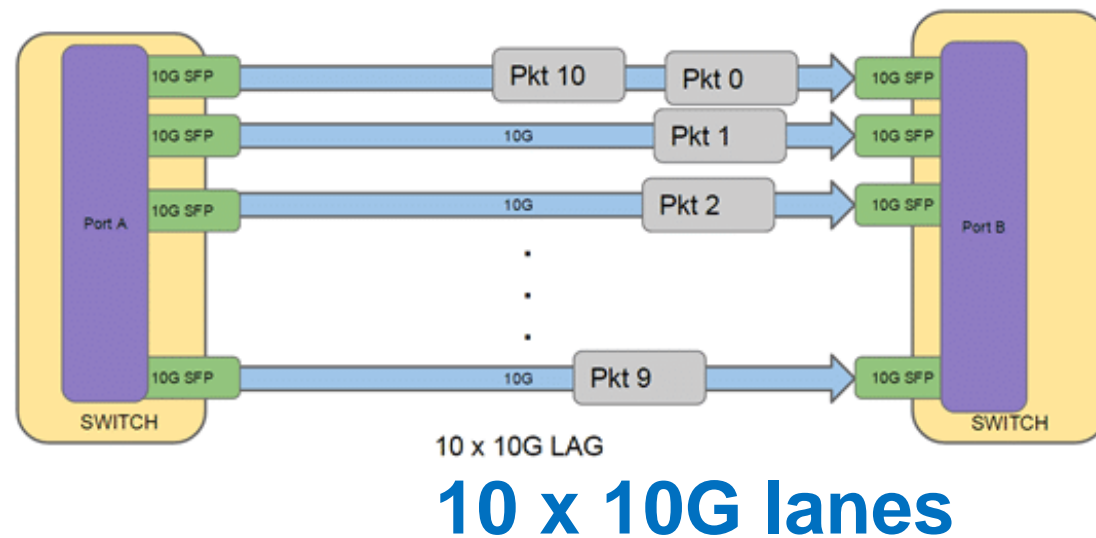 10G SFP
Pkt 10
Pkt 0
10G SFP
10G SFP
10G
Pkt 1
10G SFP
10G SFP
10G
Pkt 2
10G SFP
Port A
Port B
.
.
.
10G SFP
10G
Pkt 9
10G SFP
SWITCH
SWITCH
10 x 10G LAG
10 x 10G lanes